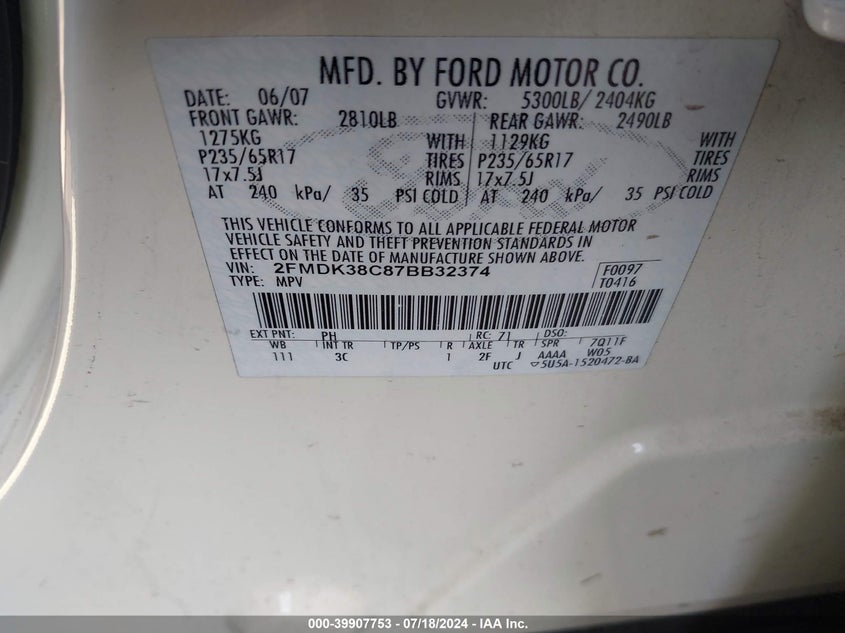 MFD. BY FORD MOTOR CO.
DATE: 06/07 GVWR: 5300LB/ 2404KG
FRONT GAWR: 2810LB REAR GAWR: 2490LB
1275KG WITH 1129KG WITH
P235/65R17 TIRES P235/65R17 TIRES
17x7.5J RIMS 17x7.5J RIMS
AT 240 kPa/ 35 PSI COLD AT 240 kPa/ 35 PSI COLD
THIS VEHICLE CONFORMS TO ALL APPLICABLE FEDERAL MOTOR
VEHICLE SAFETY AND THEFT PREVENTION STANDARDS IN
EFFECT ON THE DATE OF MANUFACTURE SHOWN ABOVE.
VIN: 2FMDK38C87BB32374 F0097
TYPE: MPV T0416
EXT PNT: PH RC: 71 DSO:
WB INT TR TP/PS R AXLE TR SPR 7Q11F
111 3C 1 2F J AAAA W05
UTC ▽5U5A-1520472-BA
000-39907753 - 07/18/2024 - IAA Inc.